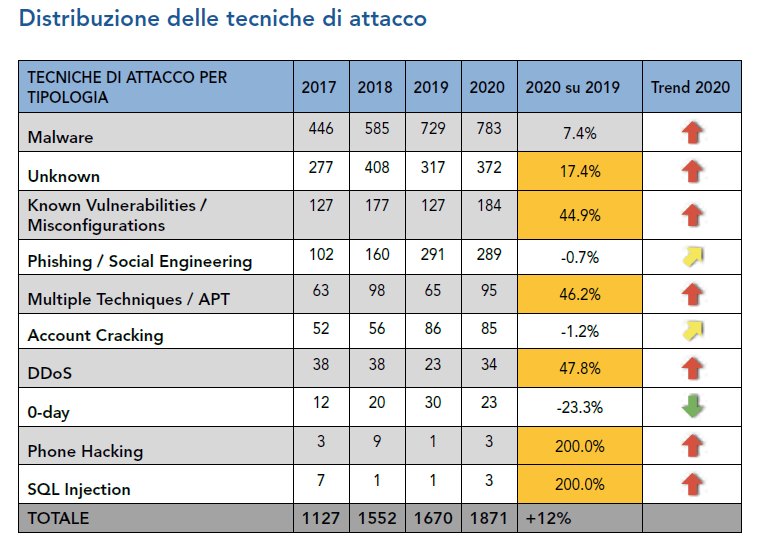 Distribuzione delle tecniche di attacco
TECNICHE DI ATTACCO PER TIPOLOGIA 2017 2018 2019 2020 2020 su 2019 Trend 2020
Malware 446 585 729 783 7.4%
Unknown 277 408 317 372 17.4%
Known Vulnerabilities / Misconfigurations 127 177 127 184 44.9%
Phishing / Social Engineering 102 160 291 289 -0.7%
Multiple Techniques / APT 63 98 65 95 46.2%
Account Cracking 52 56 86 85 -1.2%
DDoS 38 38 23 34 47.8%
0-day 12 20 30 23 -23.3%
Phone Hacking 3 9 1 3 200.0%
SQL Injection 7 1 1 3 200.0%
TOTALE 1127 1552 1670 1871 +12%